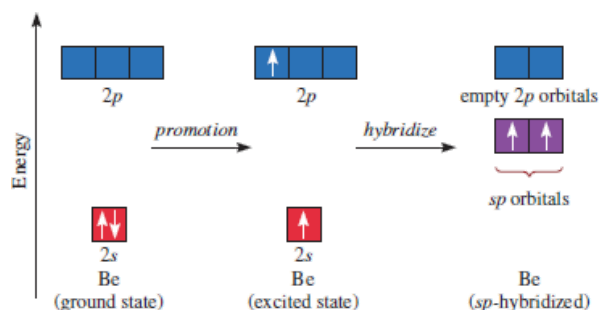 Energy
2p
2p
empty 2p orbitals
promotion
hybridize
sp orbitals
2s
2s
Be
Be
Be
(ground state)
(excited state)
(sp-hybridized)